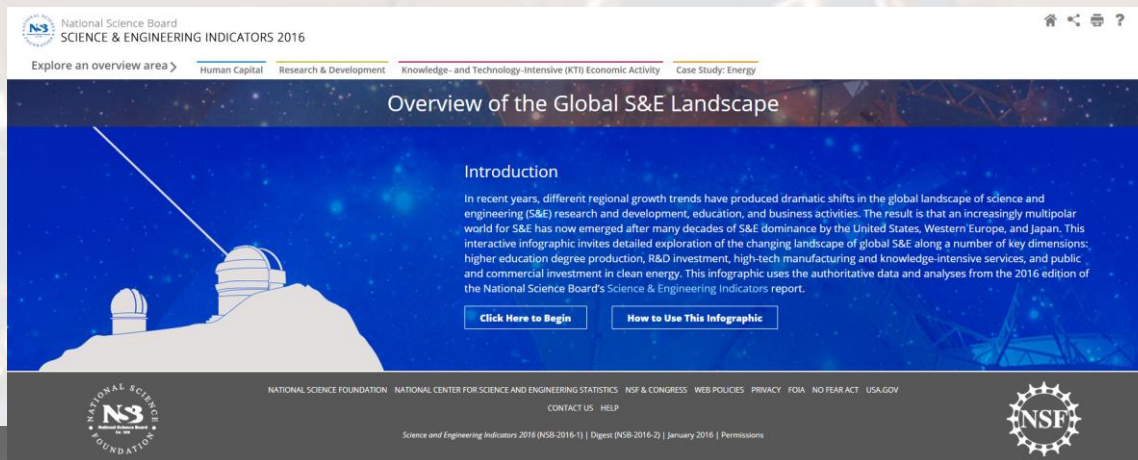 NSB
National Science Board
SCIENCE & ENGINEERING INDICATORS 2016
?
Explore an overview area
Human Capital
Research & Development
Knowledge- and Technology-Intensive (KTI) Economic Activity
Case Study: Energy
Overview of the Global S&E Landscape
Introduction
In recent years, different regional growth trends have produced dramatic shifts in the global landscape of science and
engineering (S&E) research and development, education, and business activities. The result is that an increasingly multipolar
world for S&E has now emerged after many decades of S&E dominance by the United States, Western Europe, and Japan. This
interactive infographic invites detailed exploration of the changing landscape of global S&E along a number of key dimensions:
higher education degree production, R&D investment, high-tech manufacturing and knowledge-intensive services, and public
and commercial investment in clean energy. This infographic uses the authoritative data and analyses from the 2016 edition of
the National Science Board's Science & Engineering Indicators report.
Click Here to Begin
How to Use This Infographic
NATIONAL SCIENCE FOUNDATION
NSB
National Science Board
NATIONAL SCIENCE FOUNDATION NATIONAL CENTER FOR SCIENCE AND ENGINEERING STATISTICS NSF & CONGRESS WEB POLICIES PRIVACY FOIA NO FEAR ACT USA.GOV
CONTACT US HELP
Science and Engineering Indicators 2016 (NSB-2016-1) | Digest (NSB-2016-2) | January 2016 | Permissions
NSF